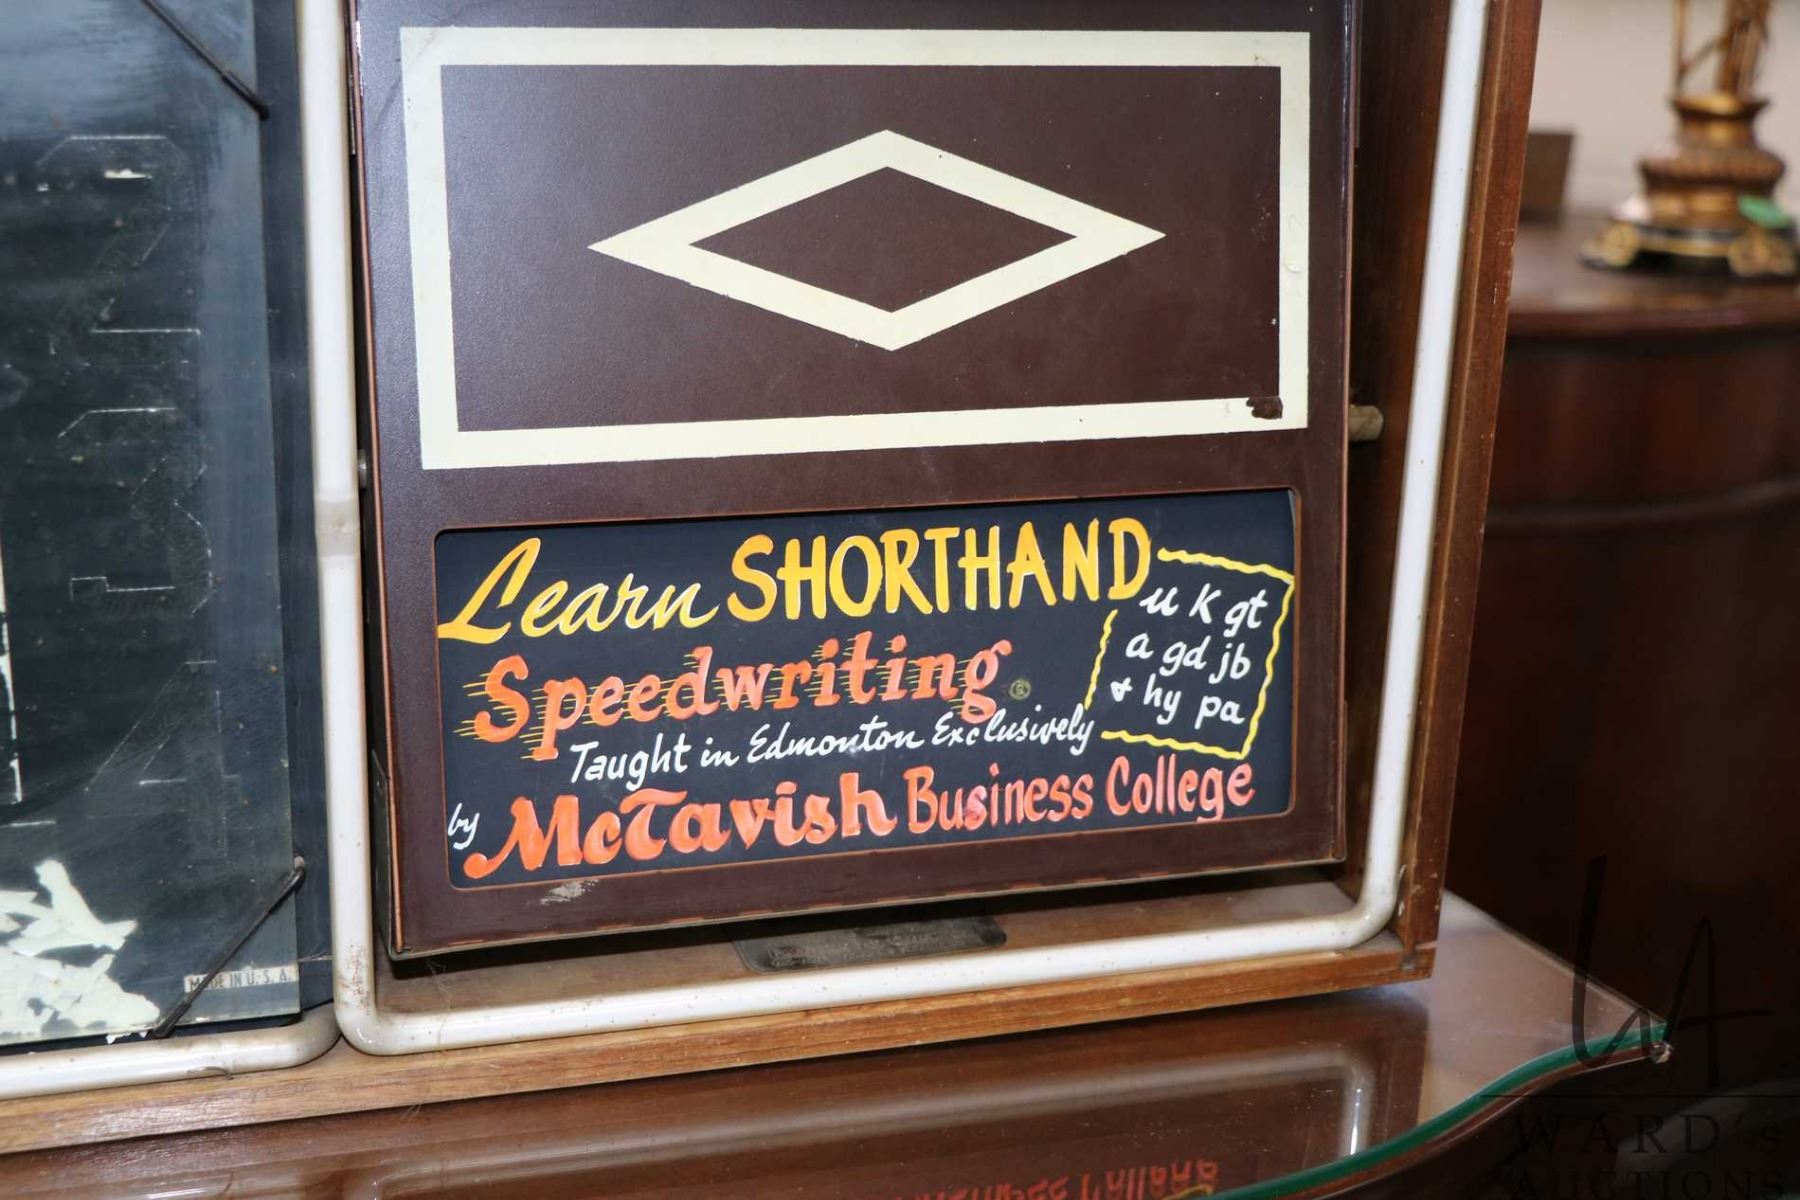 Learn SHORTHAND
Speedwriting ®
Taught in Edmonton Exclusively
by McTavish Business College
u K gt
a gd jb
& hy pa
MADE IN U.S.A.
WA
WARD's
AUCTIONS